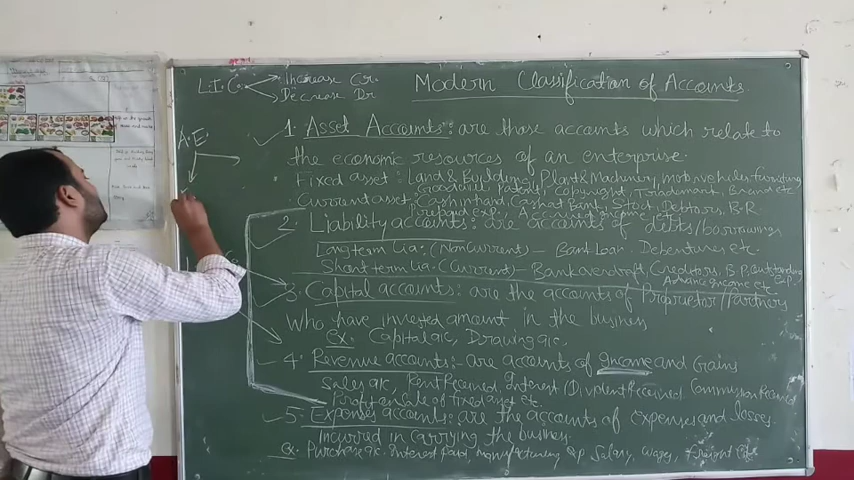 L.I.C. Increase Cr.
Decrease Dr
Modern Classification of Accounts
A.E.
1. Asset Accounts: are those accounts which relate to
the economic resources of an enterprise.
Fixed asset: Land & Building, Plant & Machinery, motor vehicles, furniture
Goodwill, Patents, Copyright, Trademark, Brand etc.
Current asset: Cash in hand, Cash at Bank, Stock, Debtors, B.R
Prepaid Exp., Accrued income etc.
2. Liability accounts: are accounts of debts/borrowings
Long term Lia: (Non Current) - Bank Loan, Debentures etc.
Short term Lia: (Current) - Bank overdraft, Creditors, B.P, Outstanding Exp.
Advance Income etc.
3. Capital accounts: are the accounts of Proprietor/Partners
Who have invested amount in the business
ex: Capital a/c, Drawing a/c,
4. Revenue accounts:- are accounts of Income and Gains
Sales a/c, Rent Received, Interest/Divident Received, Commission Received
Profit on Sale of fixed asset etc.
5. Expenses accounts: are the accounts of expenses and losses
Incurred in carrying the business.
ex. Purchase a/c. Interest paid, Manufacturing Exp Salary, wages, freight